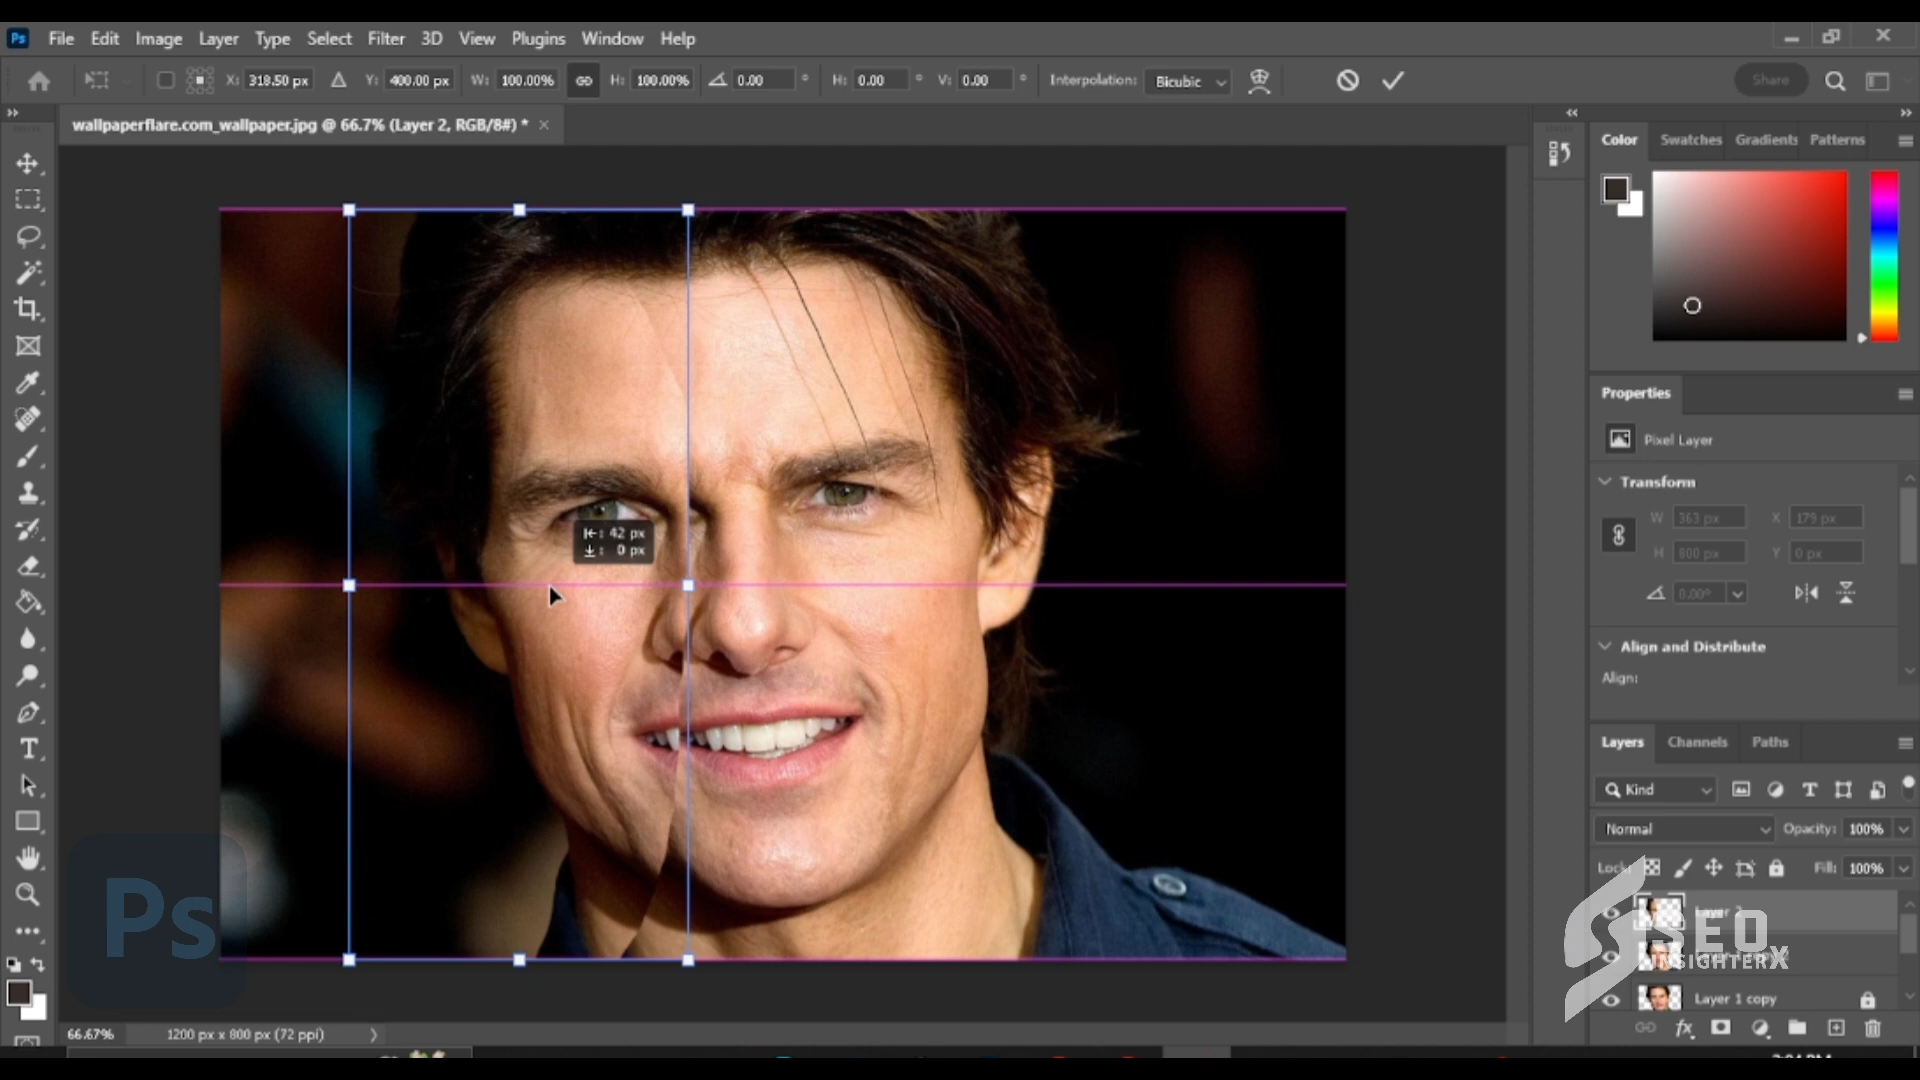 Ps File Edit Image Layer Type Select Filter 3D View Plugins Window Help
X: 318.50 px Y: 400.00 px W: 100.00% H: 100.00% 0.00 ° H: 0.00 ° V: 0.00 ° Interpolation: Bicubic Share
wallpaperflare.com_wallpaper.jpg @ 66.7% (Layer 2, RGB/8#) * ×
Color Swatches Gradients Patterns
Properties
Pixel Layer
Transform
W 363 px X 179 px
H 800 px Y 0 px
0.00°
Align and Distribute
Align:
: 42 px
: 0 px
Layers Channels Paths
Kind
Normal Opacity: 100%
Lock: Fill: 100%
Layer 2
SEO
INSIGHTERX
Layer 1 copy
Ps
66.67% 1200 px x 800 px (72 ppi)